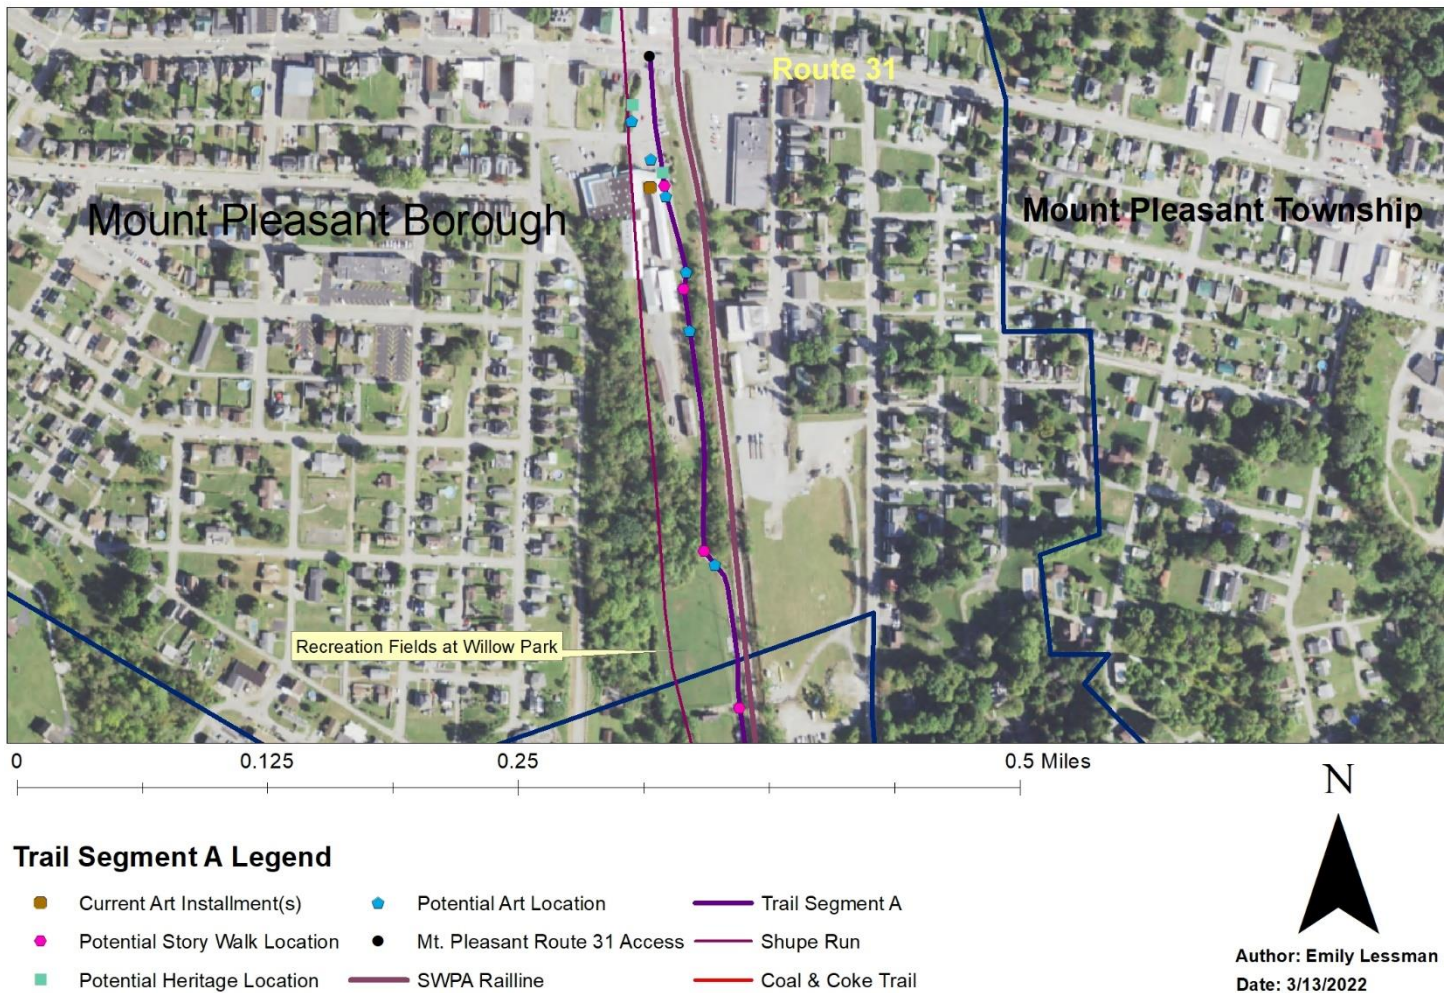 Route 31
Mount Pleasant Borough
Mount Pleasant Township
Recreation Fields at Willow Park
0 0.125 0.25 0.5 Miles
N
Trail Segment A Legend
Current Art Installment(s) Potential Art Location Trail Segment A
Potential Story Walk Location Mt. Pleasant Route 31 Access Shupe Run
Potential Heritage Location SWPA Railline Coal & Coke Trail
Author: Emily Lessman
Date: 3/13/2022